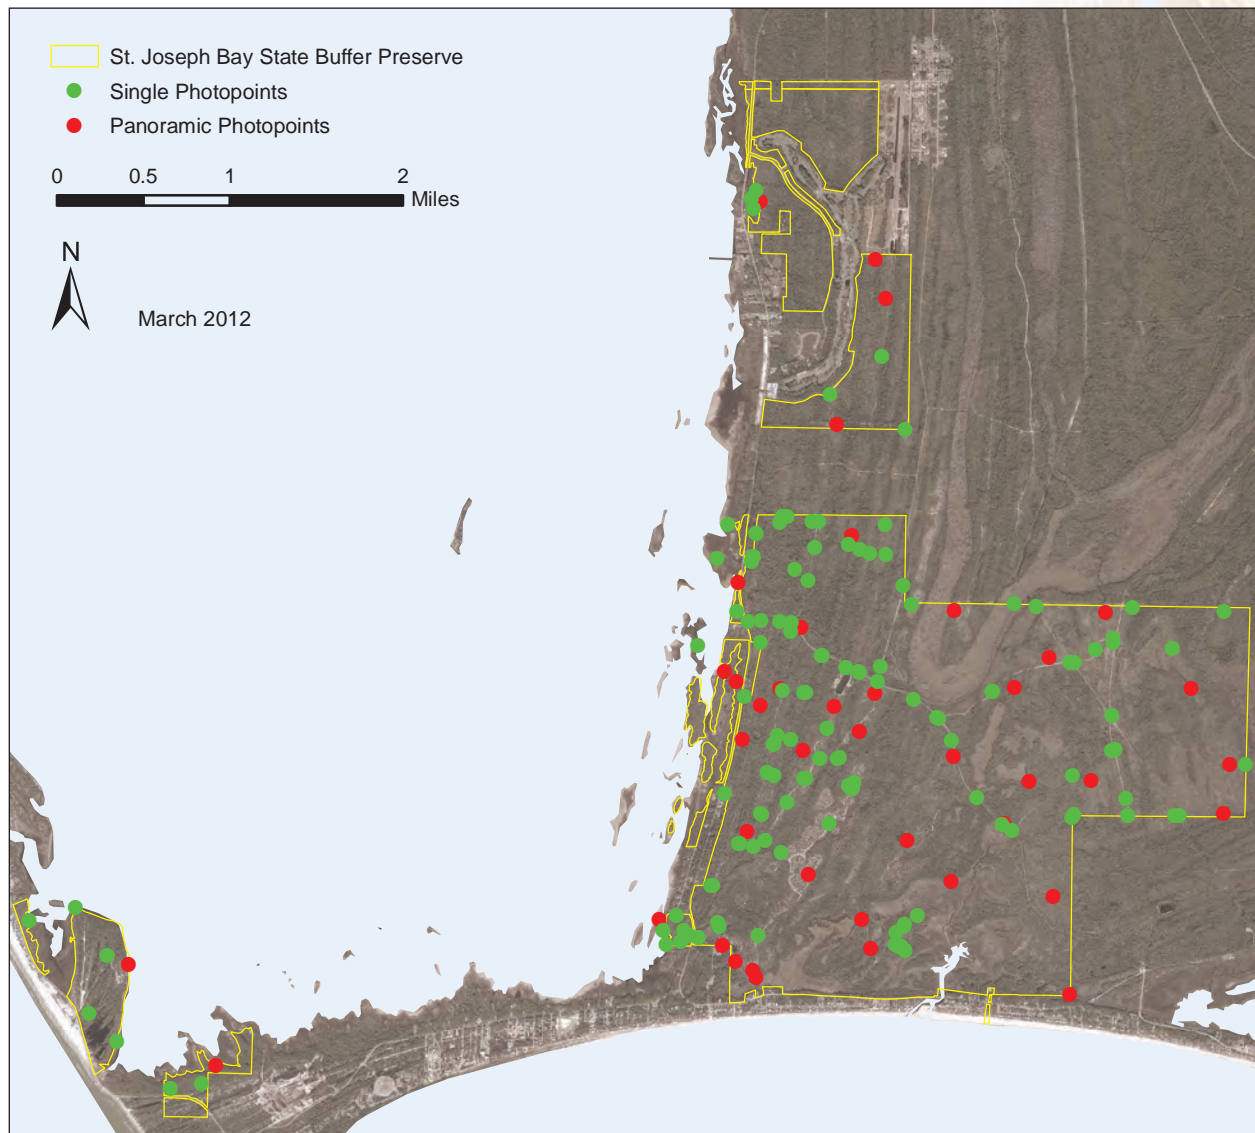 St. Joseph Bay State Buffer Preserve
Single Photopoints
Panoramic Photopoints
0 0.5 1 2
Miles
N
March 2012